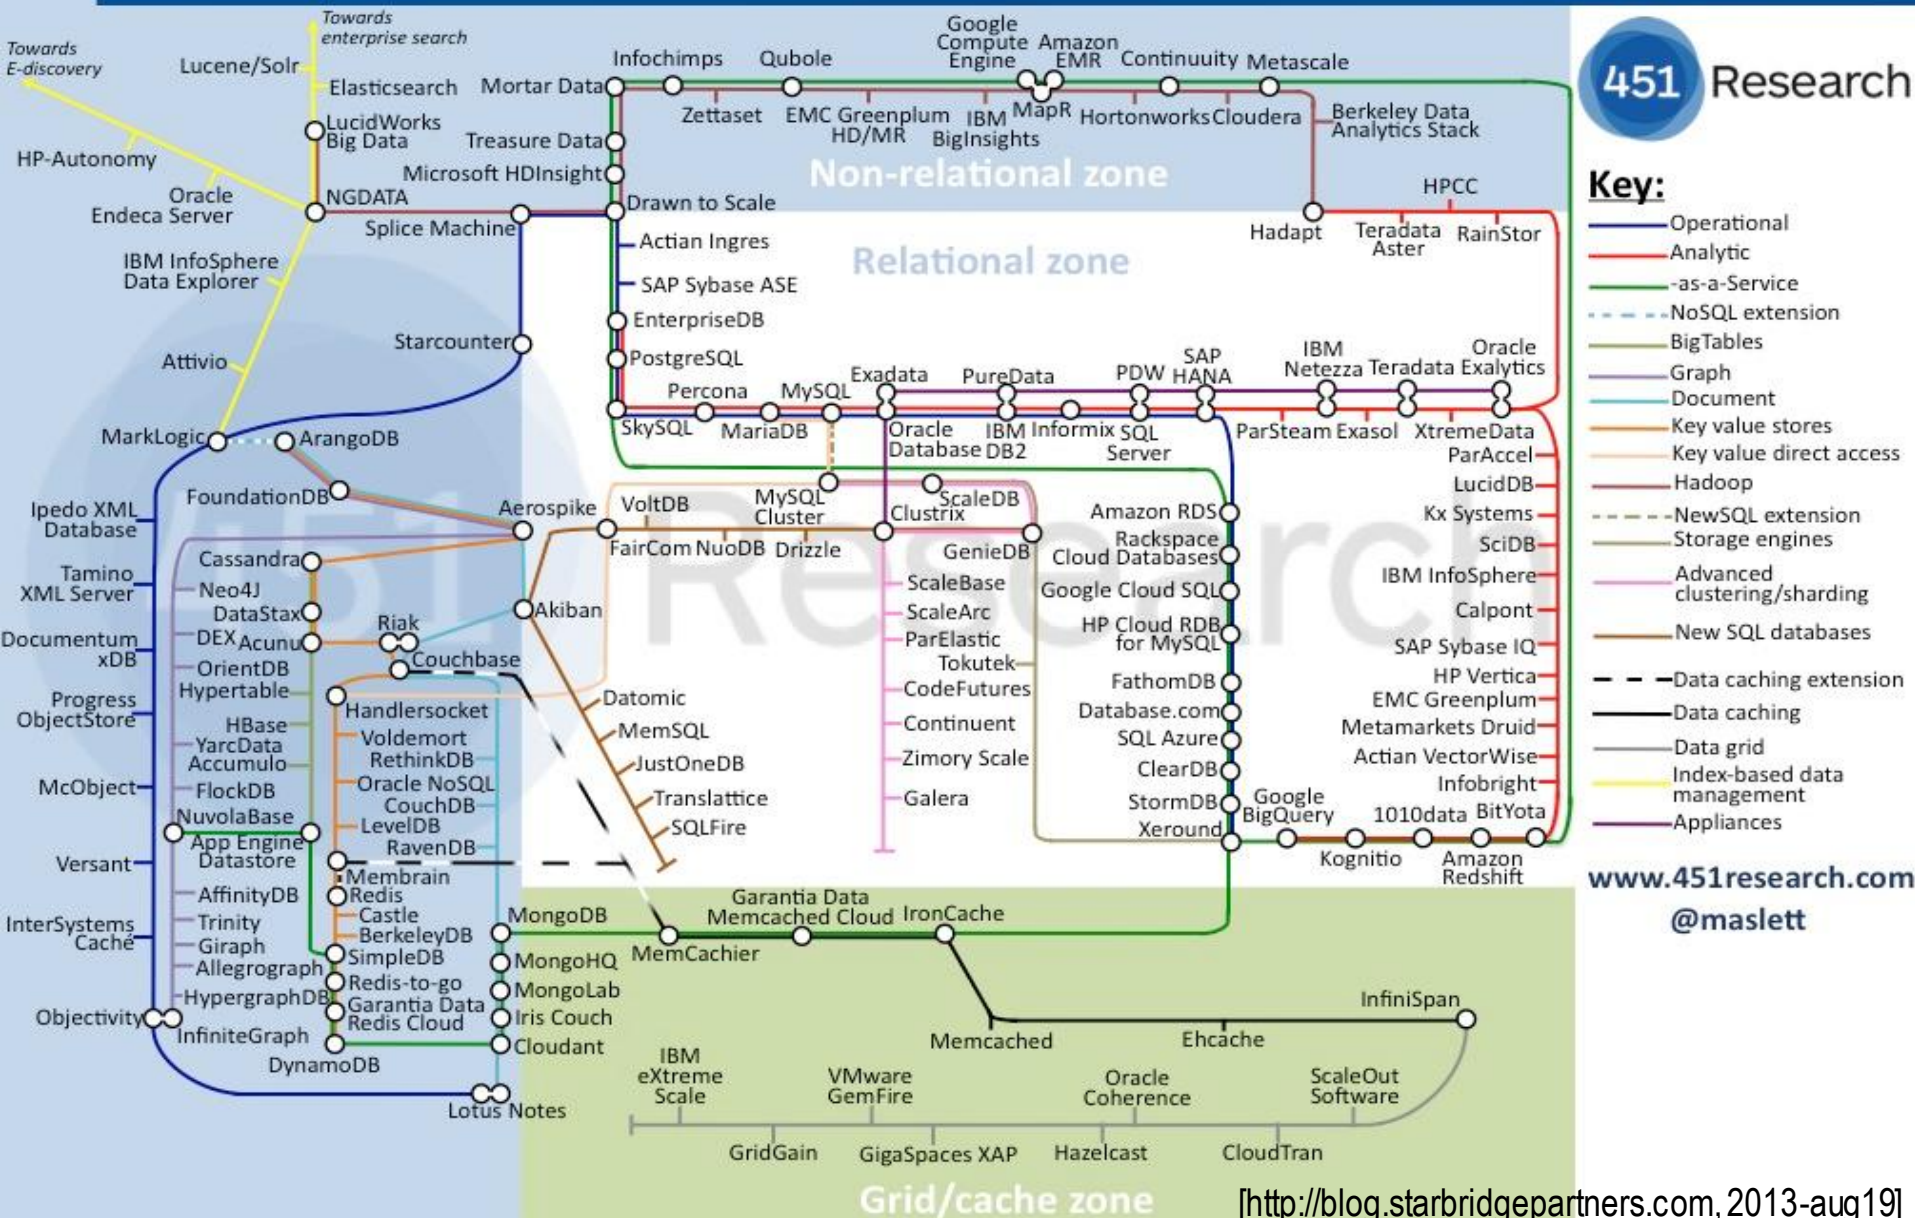 Towards
enterprise search
Towards
E-discovery
Lucene/Solr
Elasticsearch
LucidWorks
Big Data
HP-Autonomy
Oracle
Endeca Server
NGDATA
IBM InfoSphere
Data Explorer
Attivio
Splice Machine
Starcounter
Mortar Data
Infochimps
Qubole
Google
Compute
Engine
Amazon
EMR
Continuity
Metascale
Zettaset
EMC Greenplum
HD/MR
IBM
BigInsights
MapR
Hortonworks
Cloudera
Berkeley Data
Analytics Stack
Treasure Data
Microsoft HDInsight
Non-relational zone
Drawn to Scale
Actian Ingres
SAP Sybase ASE
EnterpriseDB
PostgreSQL
Relational zone
HPCC
Hadapt
Teradata
Aster
RainStor
Percona
MySQL
Exadata
PureData
PDW
SAP
HANA
IBM
Netezza
Teradata
Oracle
Exalytics
SkySQL
MariaDB
Oracle
Database
IBM
DB2
Informix
SQL
Server
ParSteam
Exasol
XtremeData
ParAccel
LucidDB
Kx Systems
SciDB
IBM InfoSphere
Calpont
SAP Sybase IQ
HP Vertica
EMC Greenplum
Metamarkets Druid
Actian VectorWise
Infobright
MarkLogic
ArangoDB
FoundationDB
Aerospike
VoltDB
MySQL
Cluster
ScaleDB
Clustrix
FairCom
NuoDB
Drizzle
GenieDB
Akiban
ScaleBase
ScaleArc
ParElastic
Tokutek
CodeFutures
Continuent
Zimory Scale
Galera
Amazon RDS
Rackspace
Cloud Databases
Google Cloud SQL
HP Cloud RDB
for MySQL
FathomDB
Database.com
SQL Azure
ClearDB
StormDB
Xeround
Google
BigQuery
Kognitio
1010data
Amazon
Redshift
BitYota
Datomic
MemSQL
JustOneDB
Translattice
SQLFire
Ipedo XML
Database
Tamino
XML Server
Documentum
xDB
Progress
ObjectStore
McObject
Versant
InterSystems
Caché
Objectivity
Cassandra
Neo4J
DataStax
DEX
Acunu
OrientDB
Hypertable
HBase
YarcData
Accumulo
FlockDB
NuvolaBase
App Engine
Datastore
AffinityDB
Trinity
Giraph
Allegrograph
HypergraphDB
InfiniteGraph
Riak
Couchbase
Handlersocket
Voldemort
RethinkDB
Oracle NoSQL
CouchDB
LevelDB
RavenDB
Membrain
Redis
Castle
BerkeleyDB
SimpleDB
Redis-to-go
Garantia Data
Redis Cloud
DynamoDB
MongoDB
MongoHQ
MongoLab
Iris Couch
Cloudant
Lotus Notes
Garantia Data
Memcached Cloud
IronCache
MemCachier
Memcached
Ehcache
InfiniSpan
IBM
eXtreme
Scale
VMware
GemFire
Oracle
Coherence
ScaleOut
Software
GridGain
GigaSpaces XAP
Hazelcast
CloudTran
Grid/cache zone
451 Research
451 Research
Key:
Operational
Analytic
-as-a-Service
NoSQL extension
BigTables
Graph
Document
Key value stores
Key value direct access
Hadoop
NewSQL extension
Storage engines
Advanced
clustering/sharding
New SQL databases
Data caching extension
Data caching
Data grid
Index-based data
management
Appliances
www.451research.com
@maslett
[http://blog.starbridgepartners.com, 2013-aug19]